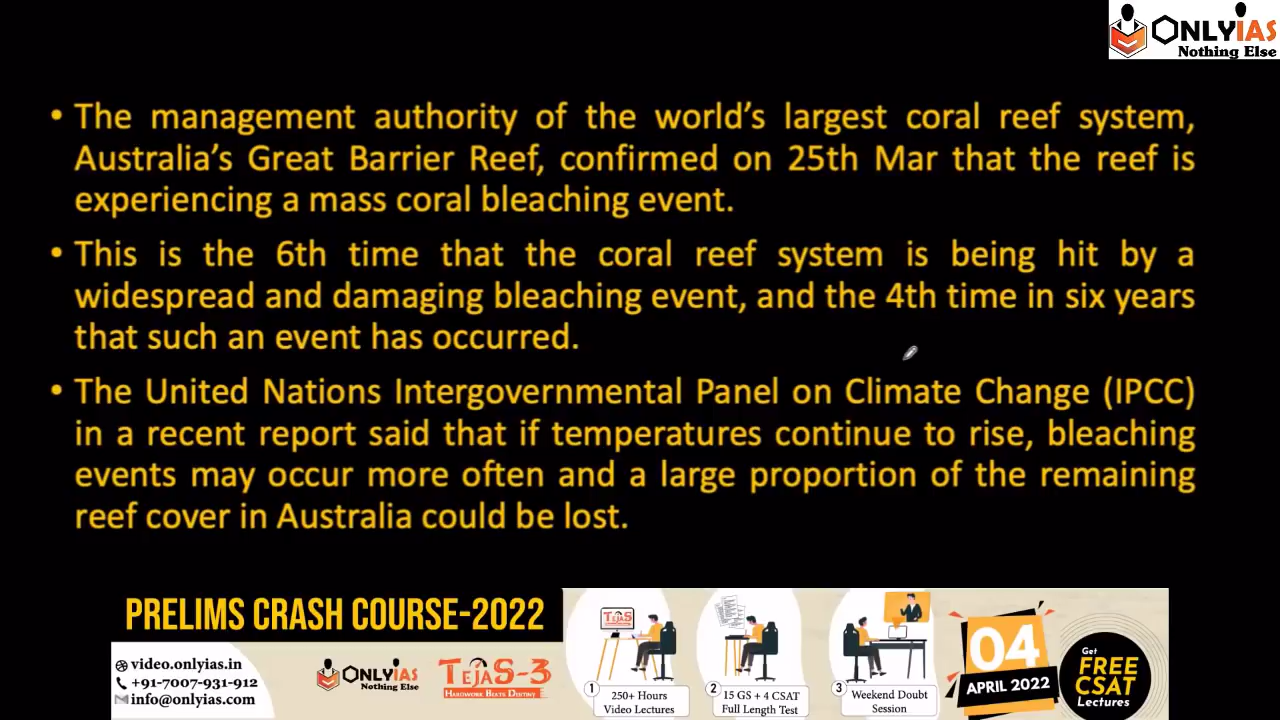 ONLYIAS
Nothing Else
• The management authority of the world's largest coral reef system,
Australia's Great Barrier Reef, confirmed on 25th Mar that the reef is
experiencing a mass coral bleaching event.
• This is the 6th time that the coral reef system is being hit by a
widespread and damaging bleaching event, and the 4th time in six years
that such an event has occurred.
• The United Nations Intergovernmental Panel on Climate Change (IPCC)
in a recent report said that if temperatures continue to rise, bleaching
events may occur more often and a large proportion of the remaining
reef cover in Australia could be lost.
PRELIMS CRASH COURSE-2022
video.onlyias.in
+91-7007-931-912
info@onlyias.com
ONLYIAS
Nothing Else
TEJAS-3
HARDWORK BEATS DESTINY
TEJAS
1
250+ Hours
Video Lectures
2
15 GS + 4 CSAT
Full Length Test
3
Weekend Doubt
Session
04
APRIL 2022
Get
FREE
CSAT
Lectures